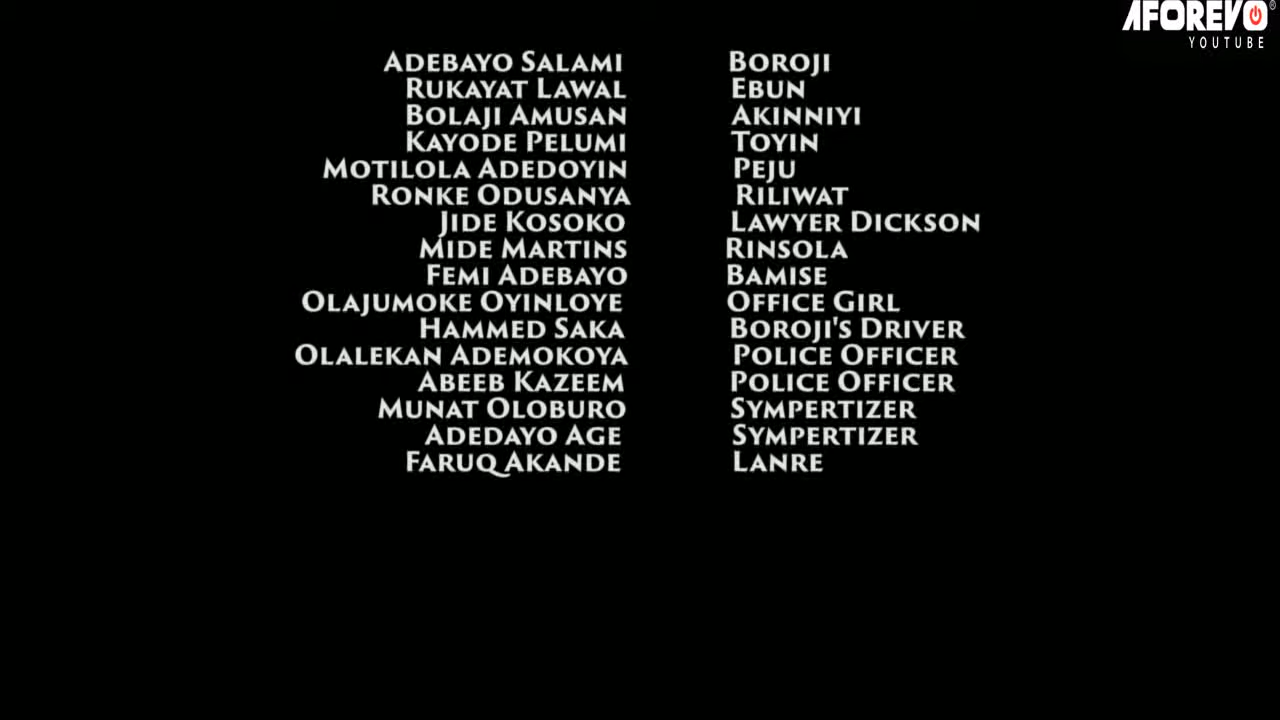 AFOREVO®
YOUTUBE
ADEBAYO SALAMI BOROJI
RUKAYAT LAWAL EBUN
BOLAJI AMUSAN AKINNIYI
KAYODE PELUMI TOYIN
MOTILOLA ADEDOYIN PEJU
RONKE ODUSANYA RILIWAT
JIDE KOSOKO LAWYER DICKSON
MIDE MARTINS RINSOLA
FEMI ADEBAYO BAMISE
OLAJUMOKE OYINLOYE OFFICE GIRL
HAMMED SAKA BOROJI'S DRIVER
OLALEKAN ADEMOKOYA POLICE OFFICER
ABEEB KAZEEM POLICE OFFICER
MUNAT OLOBURO SYMPERTIZER
ADEDAYO AGE SYMPERTIZER
FARUQ AKANDE LANRE